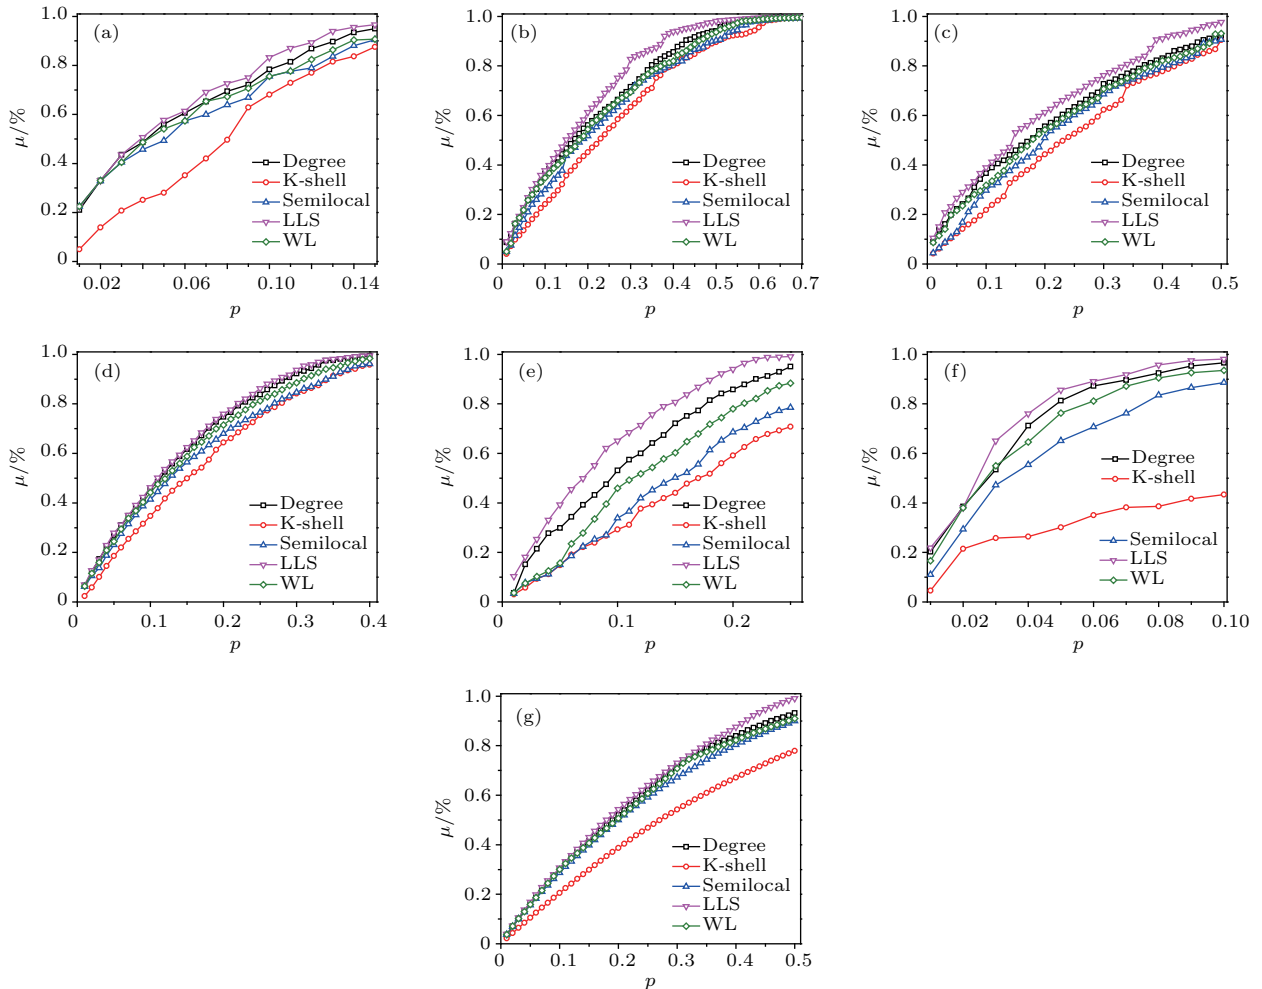 (a)
1.0
0.8
0.6
0.4
0.2
0
μ/%
Degree
K-shell
Semilocal
LLS
WL
0.02
0.06
0.10
0.14
p
(b)
1.0
0.8
0.6
0.4
0.2
0
μ/%
Degree
K-shell
Semilocal
LLS
WL
0
0.1
0.2
0.3
0.4
0.5
0.6
0.7
p
(c)
1.0
0.8
0.6
0.4
0.2
0
μ/%
Degree
K-shell
Semilocal
LLS
WL
0
0.1
0.2
0.3
0.4
0.5
p
(d)
1.0
0.8
0.6
0.4
0.2
0
μ/%
Degree
K-shell
Semilocal
LLS
WL
0
0.1
0.2
0.3
0.4
p
(e)
1.0
0.8
0.6
0.4
0.2
0
μ/%
Degree
K-shell
Semilocal
LLS
WL
0
0.1
0.2
p
(f)
1.0
0.8
0.6
0.4
0.2
0
μ/%
Degree
K-shell
Semilocal
LLS
WL
0.02
0.04
0.06
0.08
0.10
p
(g)
1.0
0.8
0.6
0.4
0.2
0
μ/%
Degree
K-shell
Semilocal
LLS
WL
0
0.1
0.2
0.3
0.4
0.5
p